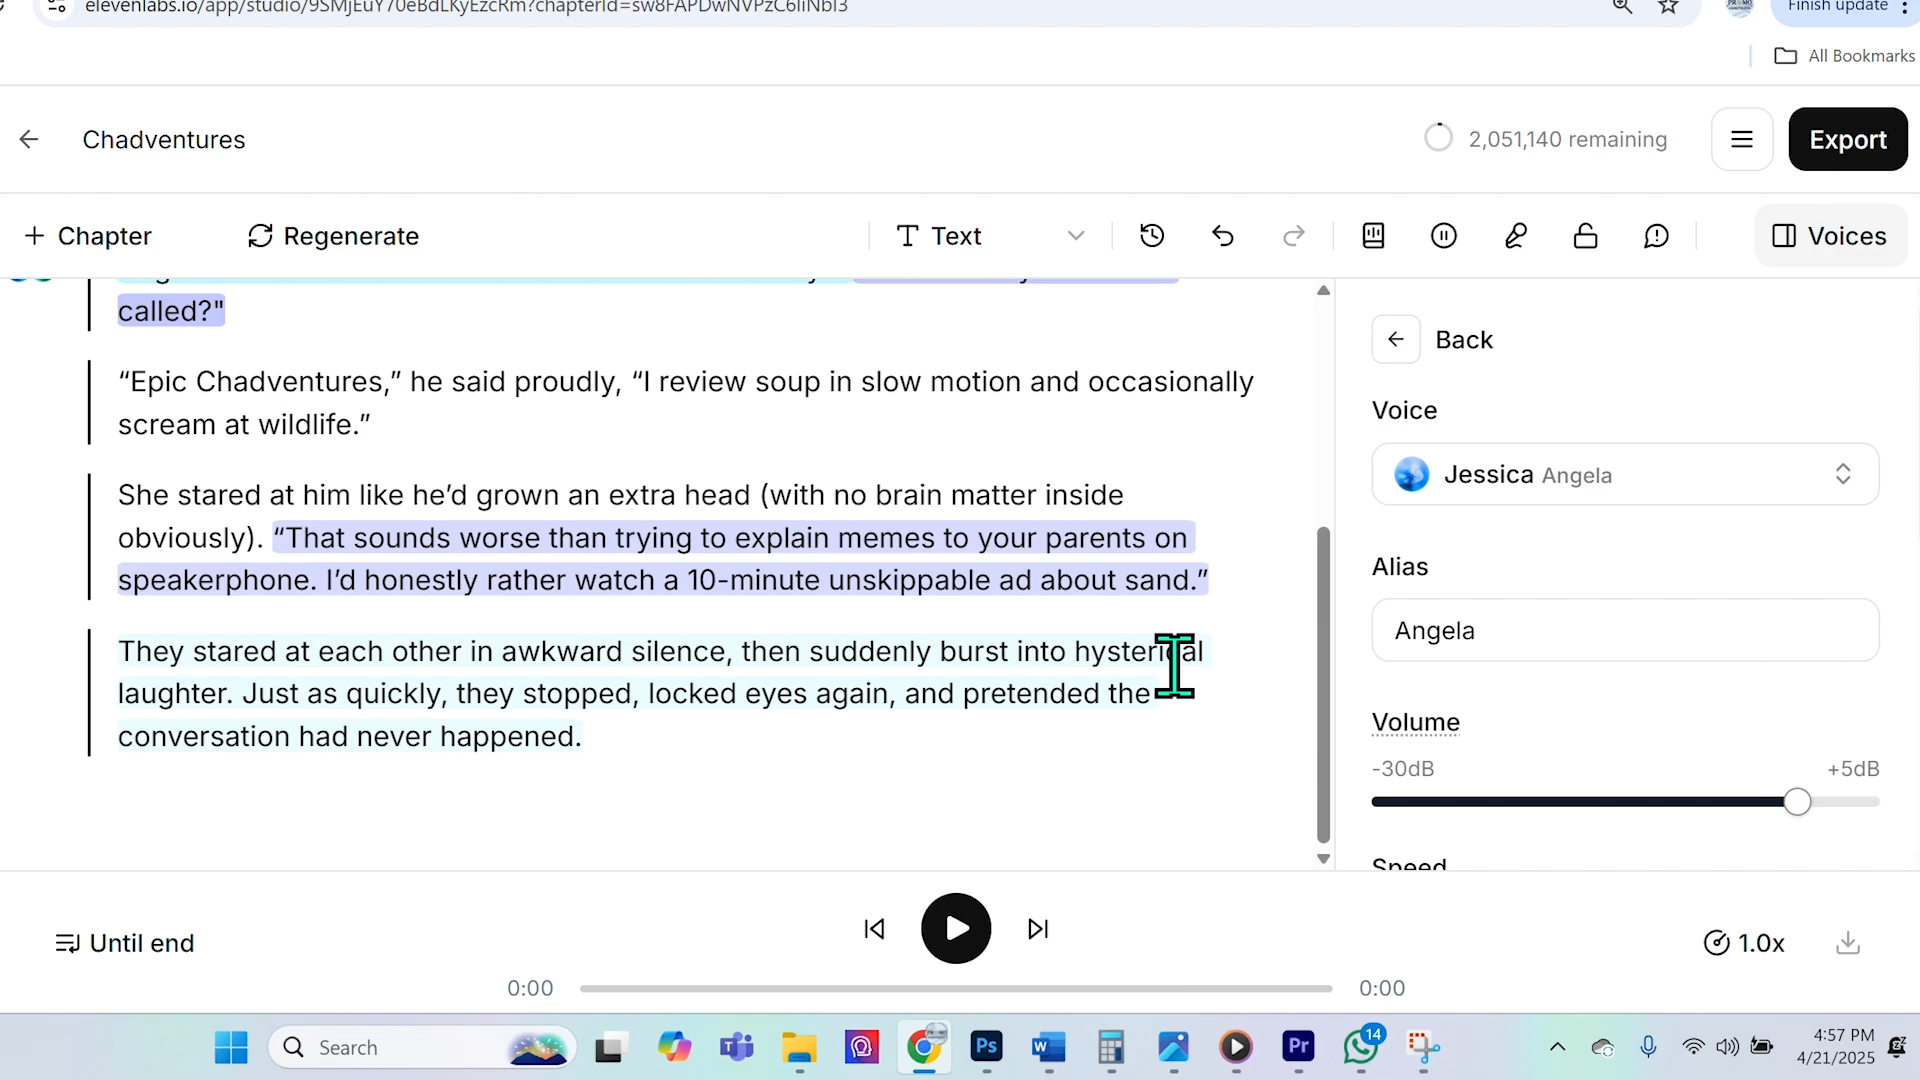 elevenlabs.io/app/studio/
Finish update
All Bookmarks
Chadventures
2,051,140 remaining
Export
+ Chapter
Regenerate
Text
Voices
called?"
“Epic Chadventures,” he said proudly, “I review soup in slow motion and occasionally
scream at wildlife.”
She stared at him like he’d grown an extra head (with no brain matter inside
obviously). “That sounds worse than trying to explain memes to your parents on
speakerphone. I’d honestly rather watch a 10-minute unskippable ad about sand.”
They stared at each other in awkward silence, then suddenly burst into hysterical
laughter. Just as quickly, they stopped, locked eyes again, and pretended the
conversation had never happened.
Back
Voice
Jessica Angela
Alias
Angela
Volume
-30dB
+5dB
Speed
Until end
1.0x
0:00
0:00
Search
Ps
W
Pr
14
4:57 PM
4/21/2025